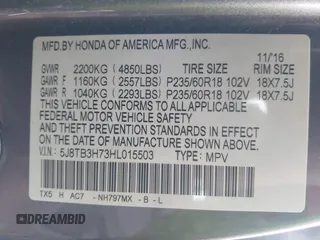 MFD.BY HONDA OF AMERICA MFG.,INC.
11/16
GVWR 2200KG (4850LBS) TIRE SIZE RIM SIZE
GAWR F 1160KG (2557LBS) P235/60R18 102V 18X7.5J
GAWR R 1040KG (2293LBS) P235/60R18 102V 18X7.5J
THIS VEHICLE CONFORMS TO ALL APPLICABLE
FEDERAL MOTOR VEHICLE SAFETY AND THEFT
PREVENTION STANDARDS IN EFFECT
ON THE DATE OF MANUFACTURE SHOWN ABOVE.
5J8TB3H73HL015503 TYPE: MPV
TX5 H AC7 - NH797MX - B - L
DREAMBID